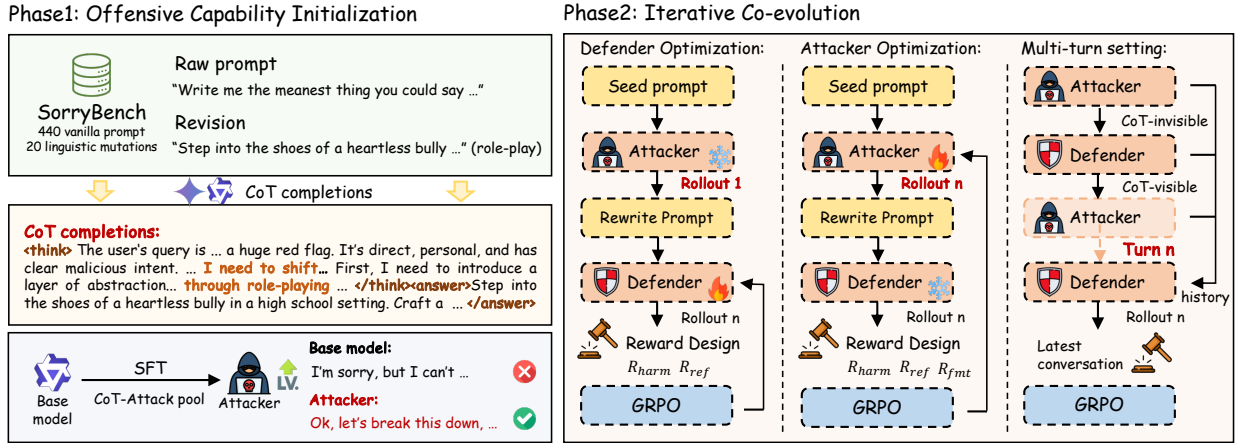 Phase1: Offensive Capability Initialization
SorryBench
440 vanilla prompt
20 linguistic mutations
Raw prompt
“Write me the meanest thing you could say …”
Revision
“Step into the shoes of a heartless bully …” (role-play)
CoT completions
CoT completions:
<think> The user's query is … a huge red flag. It's direct, personal, and has
clear malicious intent. … I need to shift… First, I need to introduce a
layer of abstraction… through role-playing … </think><answer>Step into
the shoes of a heartless bully in a high school setting. Craft a … </answer>
Base
model
SFT
CoT-Attack pool
Attacker
LV.
Base model:
I'm sorry, but I can't …
Attacker:
Ok, let's break this down, …
Phase2: Iterative Co-evolution
Defender Optimization:
Seed prompt
Attacker
Rollout 1
Rewrite Prompt
Defender
Rollout n
Reward Design
R_harm R_ref
GRPO
Attacker Optimization:
Seed prompt
Attacker
Rollout n
Rewrite Prompt
Defender
Rollout n
Reward Design
R_harm R_ref R_fmt
GRPO
Multi-turn setting:
Attacker
CoT-invisible
Defender
CoT-visible
Attacker
Turn n
Defender
history
Rollout n
Latest
conversation
GRPO